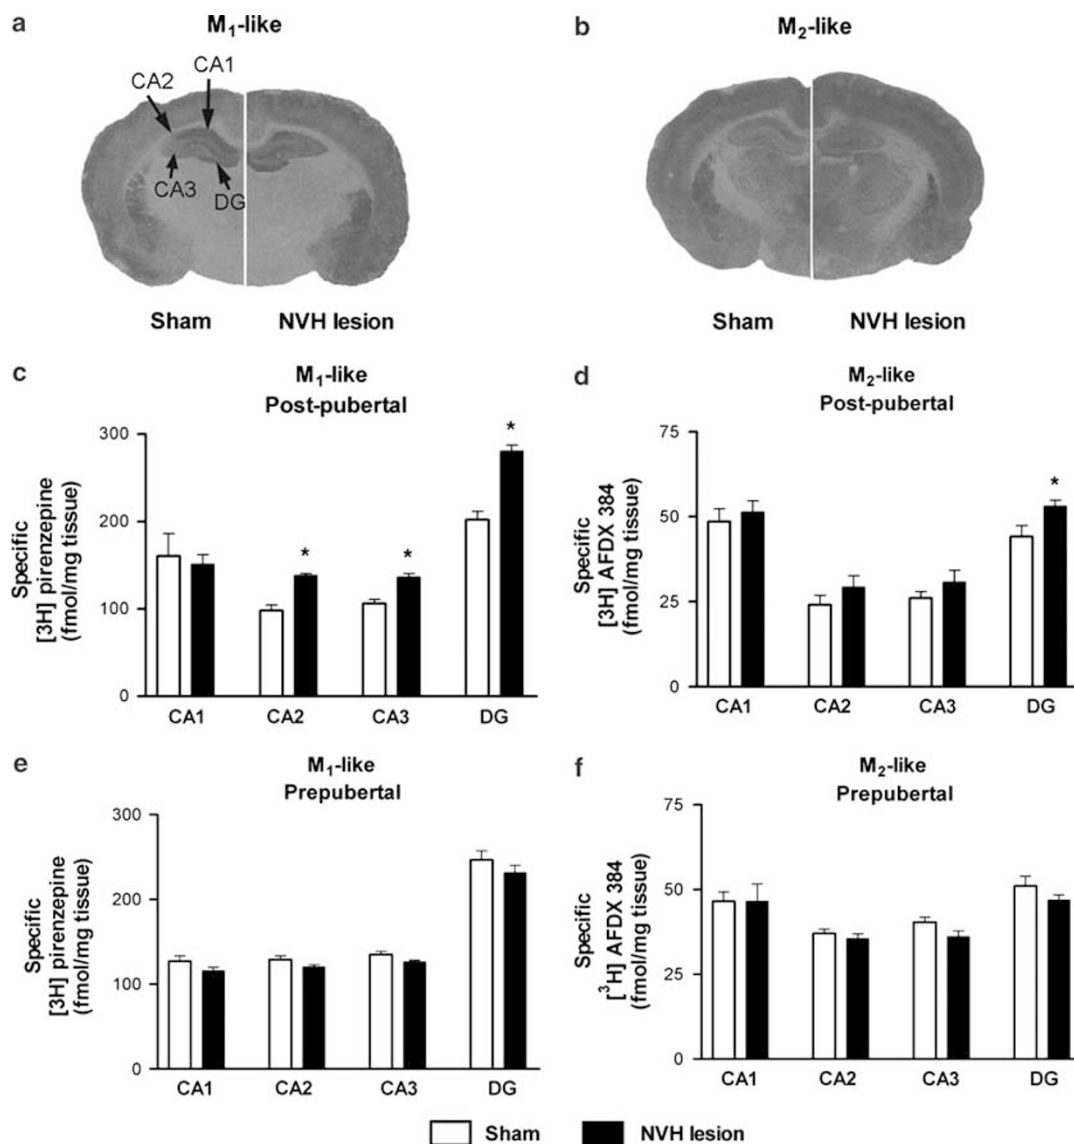 a
M₁-like
CA1
CA2
CA3
DG
Sham
NVH lesion
b
M₂-like
Sham
NVH lesion
c
M₁-like
Post-pubertal
Specific
[3H] pirenzepine
(fmol/mg tissue)
300
200
100
0
*
*
*
CA1
CA2
CA3
DG
d
M₂-like
Post-pubertal
Specific
[3H] AFDX 384
(fmol/mg tissue)
75
50
25
0
*
CA1
CA2
CA3
DG
e
M₁-like
Prepubertal
Specific
[3H] pirenzepine
(fmol/mg tissue)
300
200
100
0
CA1
CA2
CA3
DG
f
M₂-like
Prepubertal
Specific
[³H] AFDX 384
(fmol/mg tissue)
75
50
25
0
CA1
CA2
CA3
DG
Sham
NVH lesion